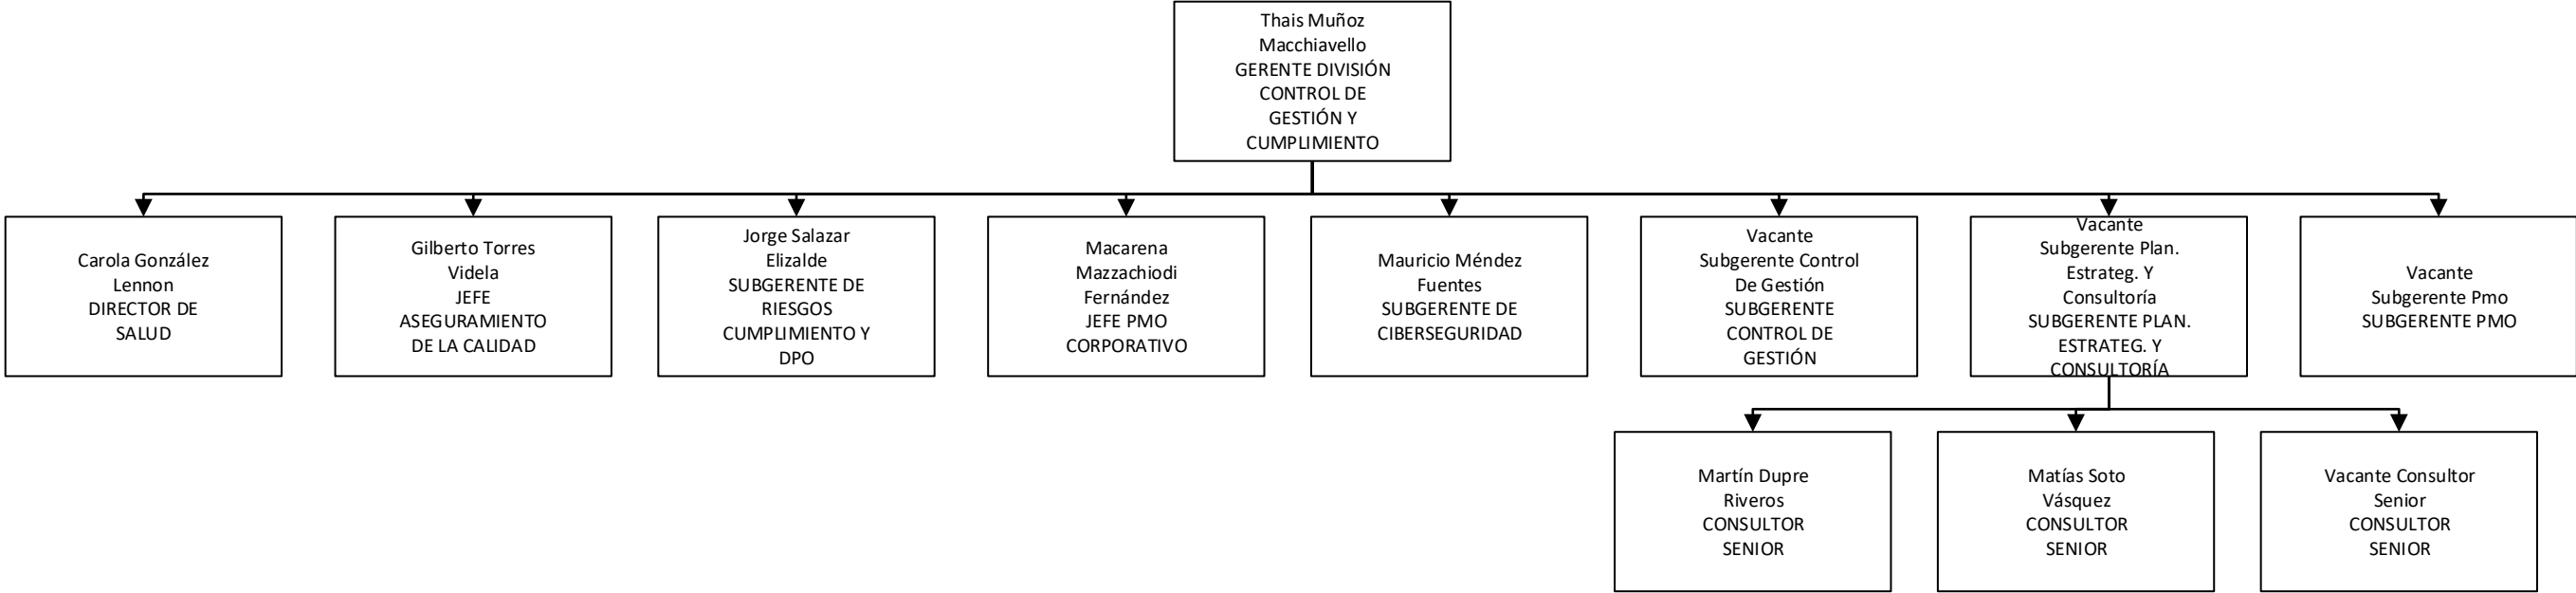 Thais Muñoz
Macchiavello
GERENTE DIVISIÓN
CONTROL DE
GESTIÓN Y
CUMPLIMIENTO
Carola González
Lennon
DIRECTOR DE
SALUD
Gilberto Torres
Videla
JEFE
ASEGURAMIENTO
DE LA CALIDAD
Jorge Salazar
Elizalde
SUBGERENTE DE
RIESGOS
CUMPLIMIENTO Y
DPO
Macarena
Mazzachiodi
Fernández
JEFE PMO
CORPORATIVO
Mauricio Méndez
Fuentes
SUBGERENTE DE
CIBERSEGURIDAD
Vacante
Subgerente Control
De Gestión
SUBGERENTE
CONTROL DE
GESTIÓN
Vacante
Subgerente Plan.
Estrateg. Y
Consultoría
SUBGERENTE PLAN.
ESTRATEG. Y
CONSULTORÍA
Vacante
Subgerente Pmo
SUBGERENTE PMO
Martín Dupre
Riveros
CONSULTOR
SENIOR
Matías Soto
Vásquez
CONSULTOR
SENIOR
Vacante Consultor
Senior
CONSULTOR
SENIOR